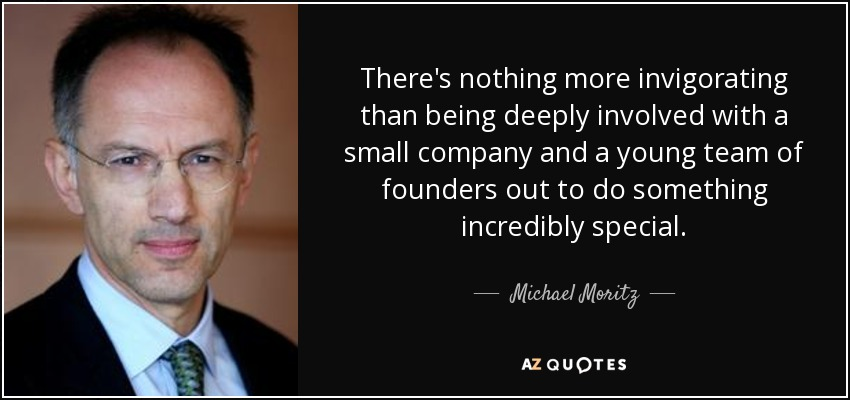 There's nothing more invigorating
than being deeply involved with a
small company and a young team of
founders out to do something
incredibly special.
Michael Moritz
AZ QUOTES